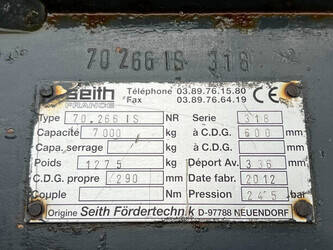 70 266 IS 318
seith
FRANCE
Téléphone 03.89.76.15.80
Fax 03.89.76.64.19
CE
Type 70.266 IS NR Serie 318
Capacité 7000 kg à C.D.G. 600 mm
Capa. serrage kg à C.D.G. mm
Poids 1275 kg Déport Av. 336 mm
C.D.G. propre 290 mm Date fabr. 2012
Couple Nm Pression 245 bar
Origine Seith Fördertechnik D-97788 NEUENDORF